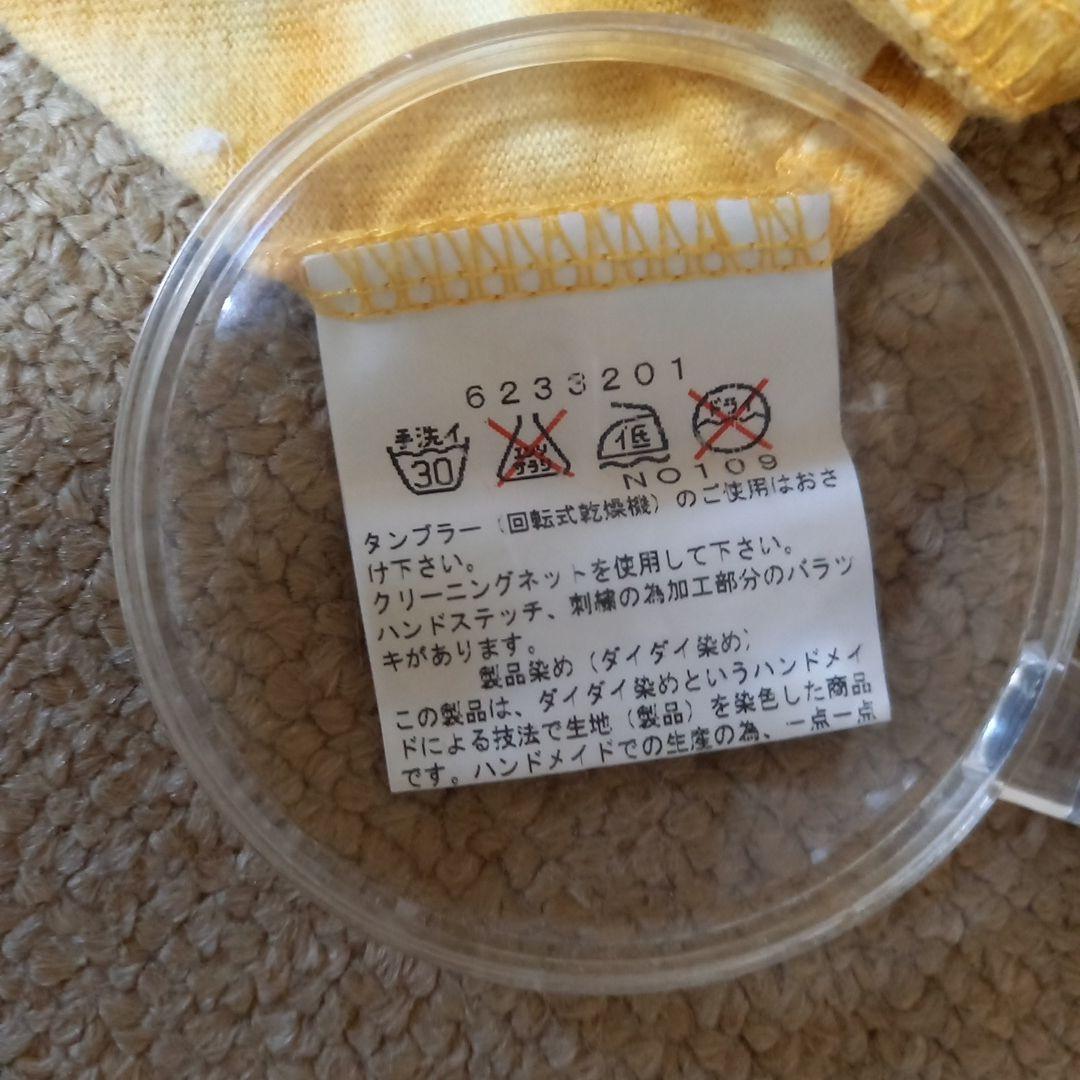 6233201
手洗イ 30 エンソサラシ 低 ドライ
NO109
タンブラー（回転式乾燥機）のご使用はおさ
け下さい。
クリーニングネットを使用して下さい。
ハンドステッチ、刺繍の為加工部分のバラツ
キがあります。
製品染め（ダイダイ染め）
この製品は、ダイダイ染めというハンドメイ
ドによる技法で生地（製品）を染色した商品
です。ハンドメイドでの生産の為、一点一点